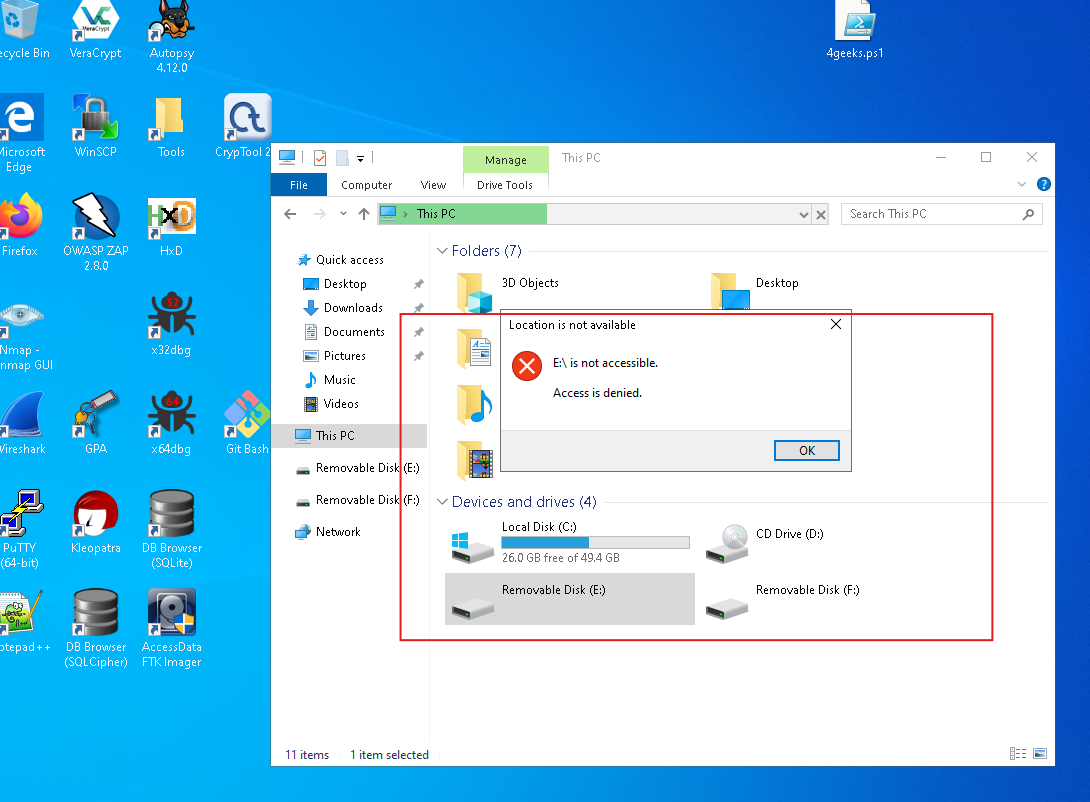 ecycle Bin
VeraCrypt
Autopsy
4.12.0
4geeks.ps1
Microsoft
Edge
WinSCP
Tools
CrypTool 2
Firefox
OWASP ZAP
2.8.0
HxD
Nmap -
nmap GUI
x32dbg
Wireshark
GPA
x64dbg
Git Bash
PuTTY
(64-bit)
Kleopatra
DB Browser
(SQLite)
otepad++
DB Browser
(SQLCipher)
AccessData
FTK Imager
Manage
This PC
File
Computer
View
Drive Tools
This PC
Search This PC
Quick access
Desktop
Downloads
Documents
Pictures
Music
Videos
This PC
Removable Disk (E:)
Removable Disk (F:)
Network
Folders (7)
3D Objects
Desktop
Location is not available
E:\ is not accessible.
Access is denied.
OK
Devices and drives (4)
Local Disk (C:)
26.0 GB free of 49.4 GB
CD Drive (D:)
Removable Disk (E:)
Removable Disk (F:)
11 items
1 item selected